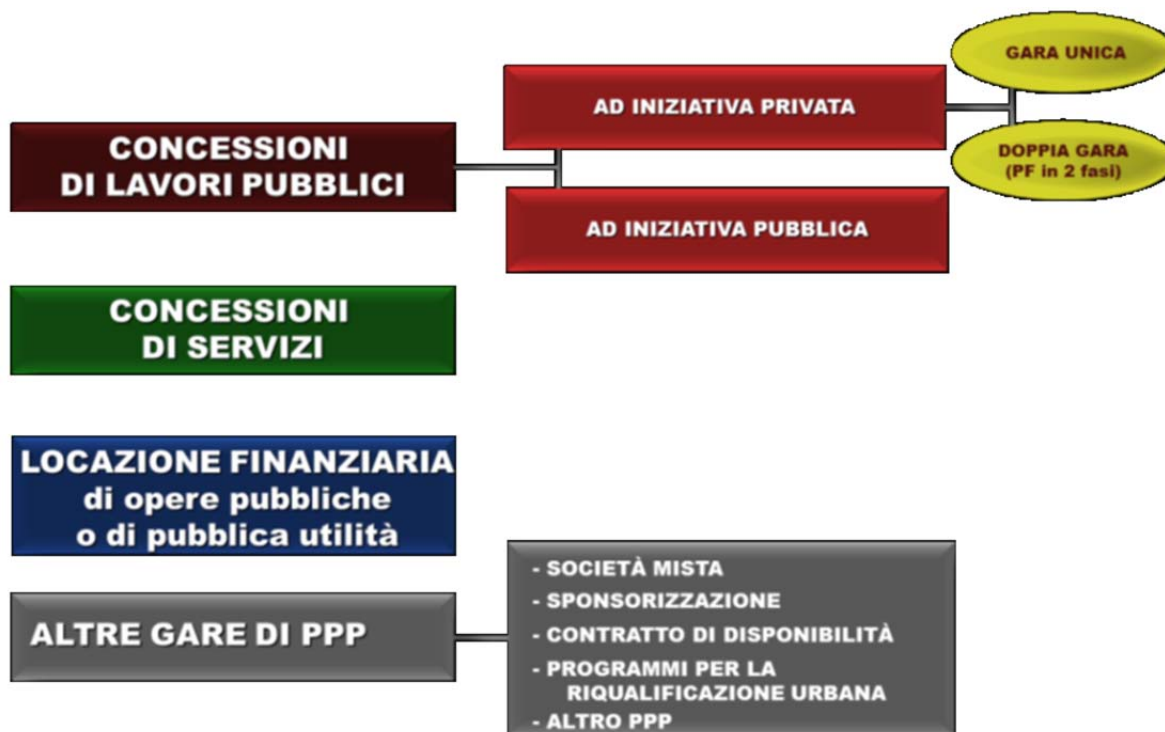 CONCESSIONI
DI LAVORI PUBBLICI
AD INIZIATIVA PRIVATA
GARA UNICA
DOPPIA GARA
(PF in 2 fasi)
AD INIZIATIVA PUBBLICA
CONCESSIONI
DI SERVIZI
LOCAZIONE FINANZIARIA
di opere pubbliche
o di pubblica utilità
ALTRE GARE DI PPP
- SOCIETÀ MISTA
- SPONSORIZZAZIONE
- CONTRATTO DI DISPONIBILITÀ
- PROGRAMMI PER LA
RIQUALIFICAZIONE URBANA
- ALTRO PPP